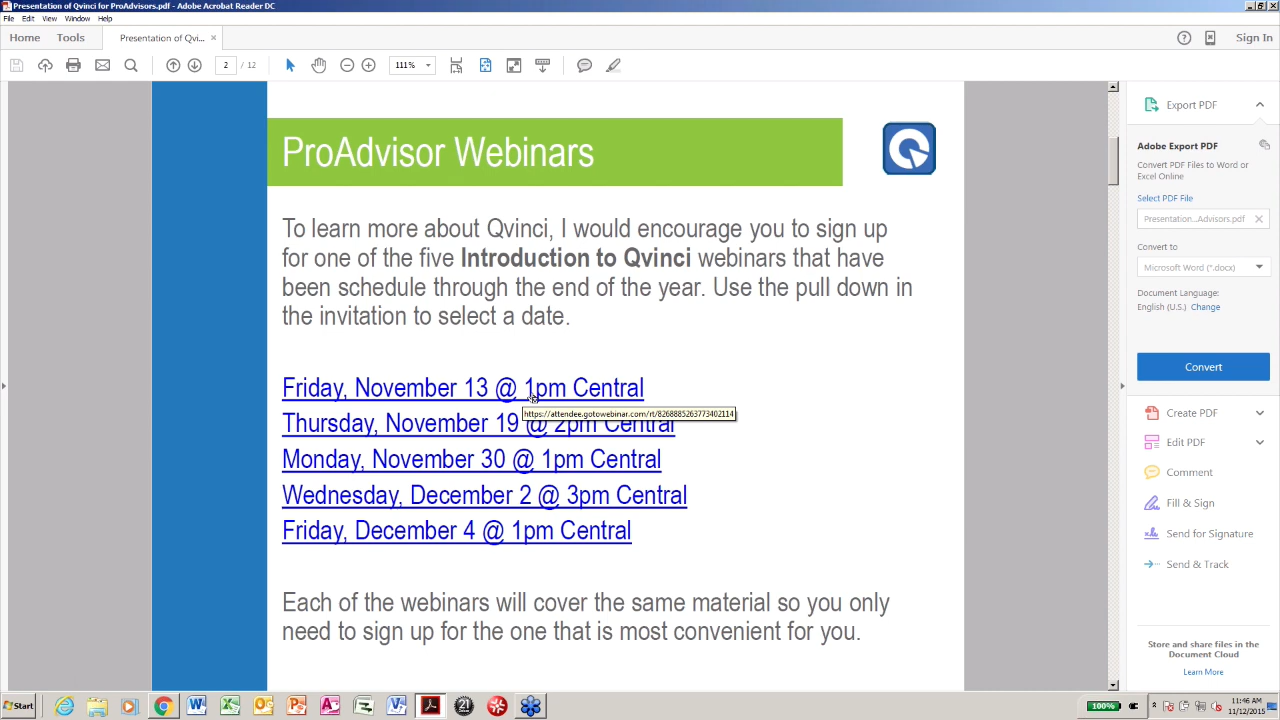 Presentation of Qvinci for ProAdvisors.pdf - Adobe Acrobat Reader DC
File Edit View Window Help
Home Tools Presentation of Qvi... × Sign In
2 / 12 111%
ProAdvisor Webinars
To learn more about Qvinci, I would encourage you to sign up
for one of the five Introduction to Qvinci webinars that have
been schedule through the end of the year. Use the pull down in
the invitation to select a date.
Friday, November 13 @ 1pm Central
https://attendee.gotowebinar.com/rt/8268885263773402114
Thursday, November 19 @ 2pm Central
Monday, November 30 @ 1pm Central
Wednesday, December 2 @ 3pm Central
Friday, December 4 @ 1pm Central
Each of the webinars will cover the same material so you only
need to sign up for the one that is most convenient for you.
Export PDF
Adobe Export PDF
Convert PDF Files to Word or
Excel Online
Select PDF File
Presentation...Advisors.pdf
Convert to
Microsoft Word (*.docx)
Document Language:
English (U.S.) Change
Convert
Create PDF
Edit PDF
Comment
Fill & Sign
Send for Signature
Send & Track
Store and share files in the
Document Cloud
Learn More
Start
100%
11:46 AM
11/12/2015